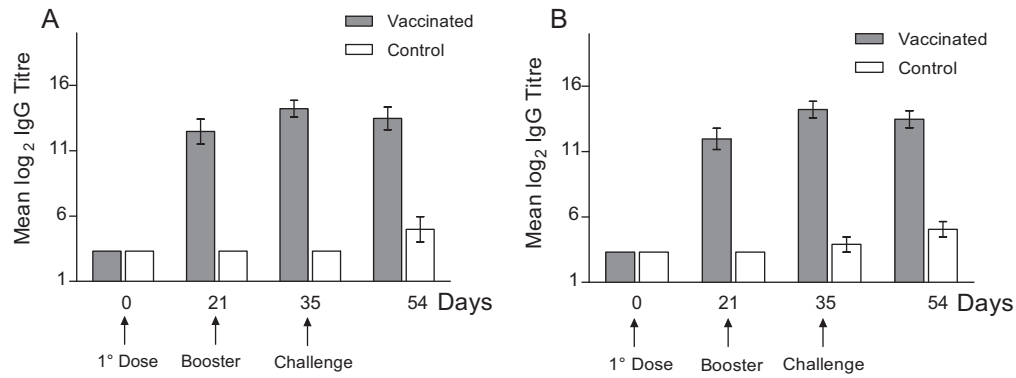 A
Vaccinated
Control
Mean log2 IgG Titre
16
11
6
1
0 21 35 54 Days
1° Dose Booster Challenge
B
Vaccinated
Control
Mean log2 IgG Titre
16
11
6
1
0 21 35 54 Days
1° Dose Booster Challenge